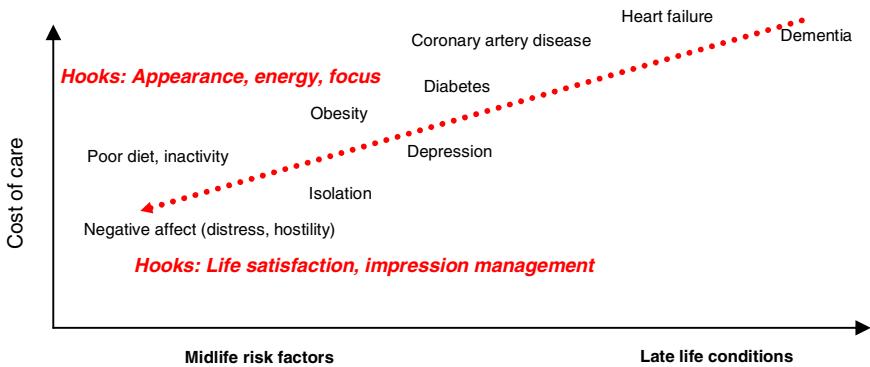 Heart failure
Coronary artery disease
Dementia
Hooks: Appearance, energy, focus
Diabetes
Obesity
Poor diet, inactivity
Depression
Isolation
Negative affect (distress, hostility)
Hooks: Life satisfaction, impression management
Cost of care
Midlife risk factors
Late life conditions